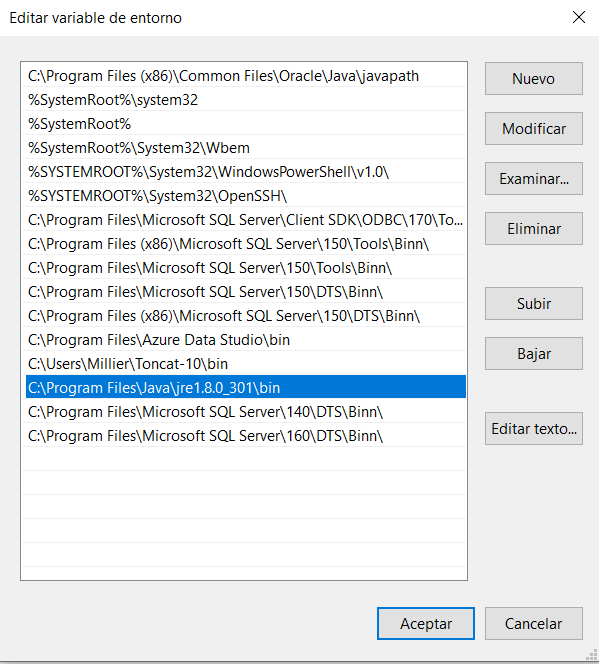 Editar variable de entorno
C:\Program Files (x86)\Common Files\Oracle\Java\javapath
%SystemRoot%\system32
%SystemRoot%
%SystemRoot%\System32\Wbem
%SYSTEMROOT%\System32\WindowsPowerShell\v1.0\
%SYSTEMROOT%\System32\OpenSSH\
C:\Program Files\Microsoft SQL Server\Client SDK\ODBC\170\To...
C:\Program Files (x86)\Microsoft SQL Server\150\Tools\Binn\
C:\Program Files\Microsoft SQL Server\150\Tools\Binn\
C:\Program Files\Microsoft SQL Server\150\DTS\Binn\
C:\Program Files (x86)\Microsoft SQL Server\150\DTS\Binn\
C:\Program Files\Azure Data Studio\bin
C:\Users\Millier\Toncat-10\bin
C:\Program Files\Java\jre1.8.0_301\bin
C:\Program Files\Microsoft SQL Server\140\DTS\Binn\
C:\Program Files\Microsoft SQL Server\160\DTS\Binn\
Nuevo
Modificar
Examinar...
Eliminar
Subir
Bajar
Editar texto...
Aceptar
Cancelar